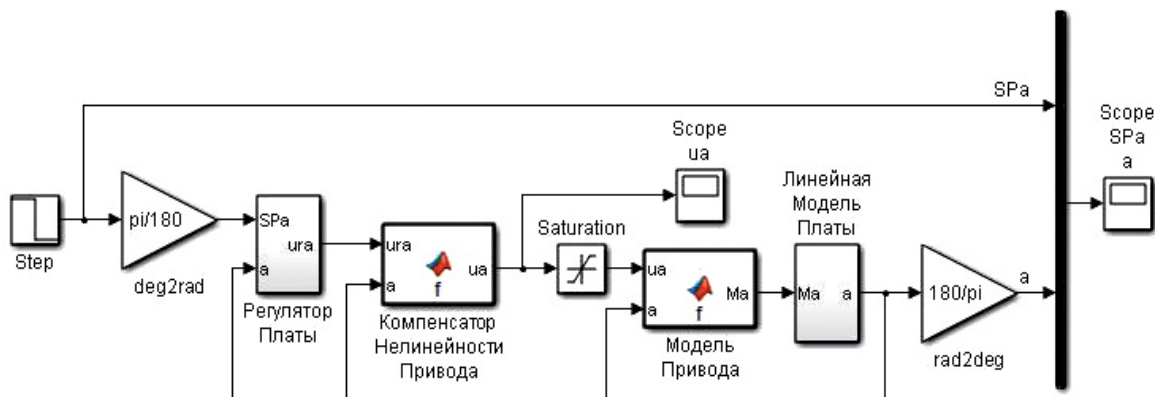 SPa
Scope
SPa
a
Scope
ua
Линейная
Модель
Платы
Step
pi/180
deg2rad
SPa
ura
a
Регулятор
Платы
ura
ua
a
f
Компенсатор
Нелинейности
Привода
Saturation
ua
Ma
a
f
Модель
Привода
Ma
a
180/pi
rad2deg
a